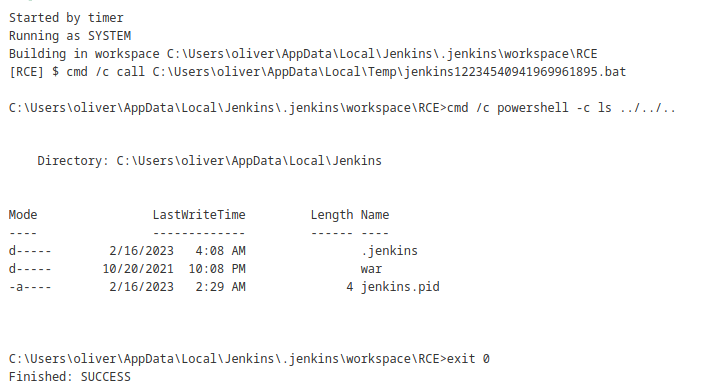 Started by timer
Running as SYSTEM
Building in workspace C:\Users\oliver\AppData\Local\Jenkins\.jenkins\workspace\RCE
[RCE] $ cmd /c call C:\Users\oliver\AppData\Local\Temp\jenkins12234540941969961895.bat
C:\Users\oliver\AppData\Local\Jenkins\.jenkins\workspace\RCE>cmd /c powershell -c ls ../../..
Directory: C:\Users\oliver\AppData\Local\Jenkins
Mode                LastWriteTime         Length Name
----                -------------         ------ ----
d-----        2/16/2023   4:08 AM                .jenkins
d-----       10/20/2021  10:08 PM                war
-a----        2/16/2023   2:29 AM              4 jenkins.pid
C:\Users\oliver\AppData\Local\Jenkins\.jenkins\workspace\RCE>exit 0
Finished: SUCCESS